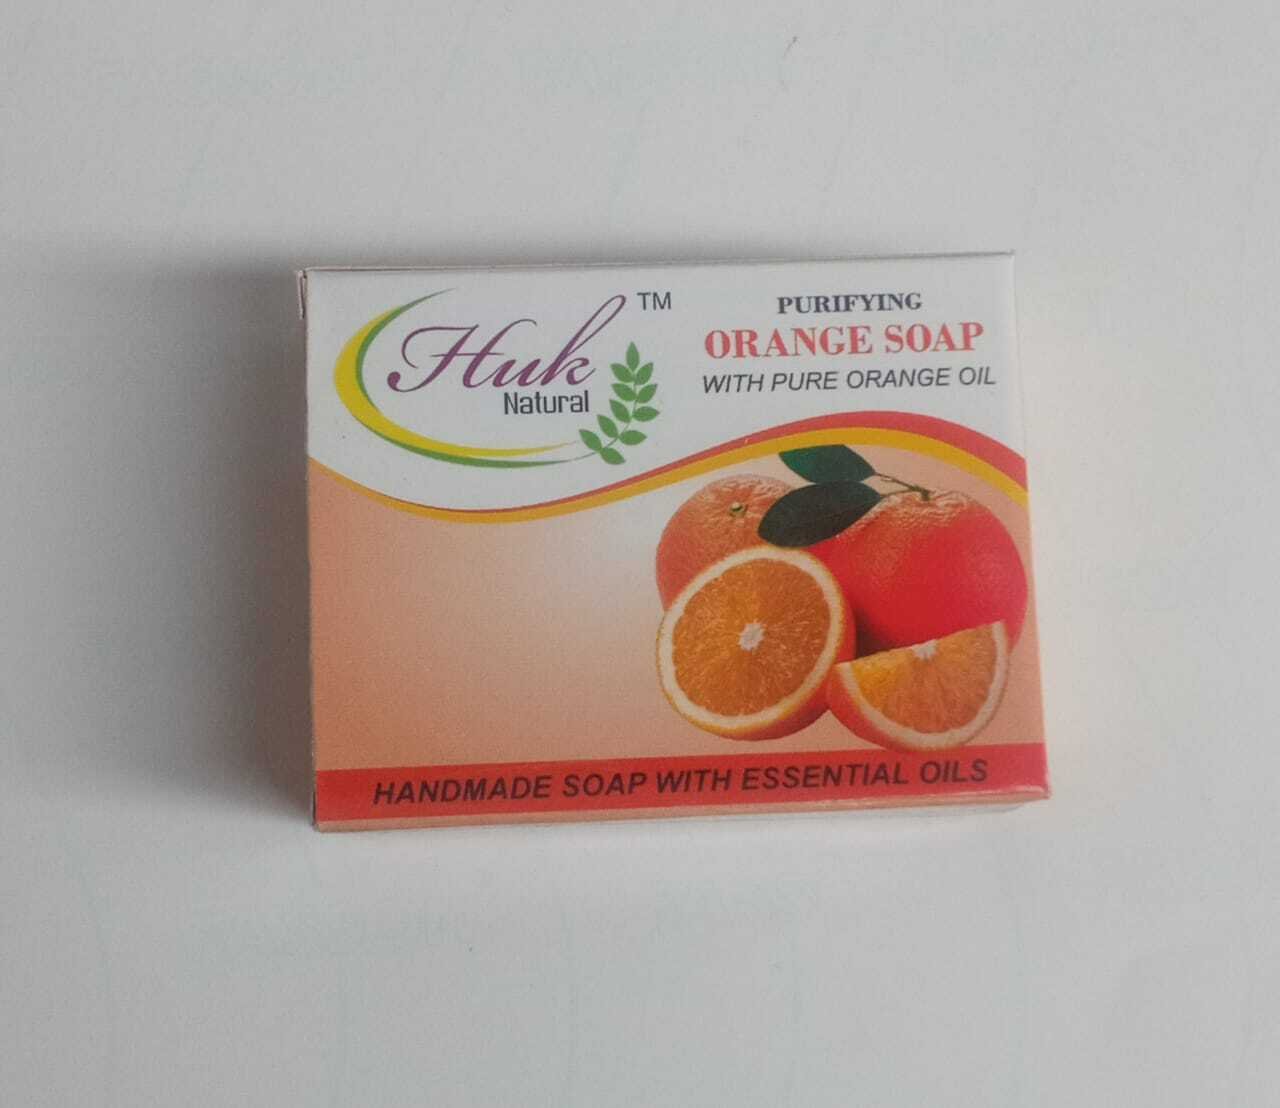 Huk TM
Natural
PURIFYING
ORANGE SOAP
WITH PURE ORANGE OIL
HANDMADE SOAP WITH ESSENTIAL OILS